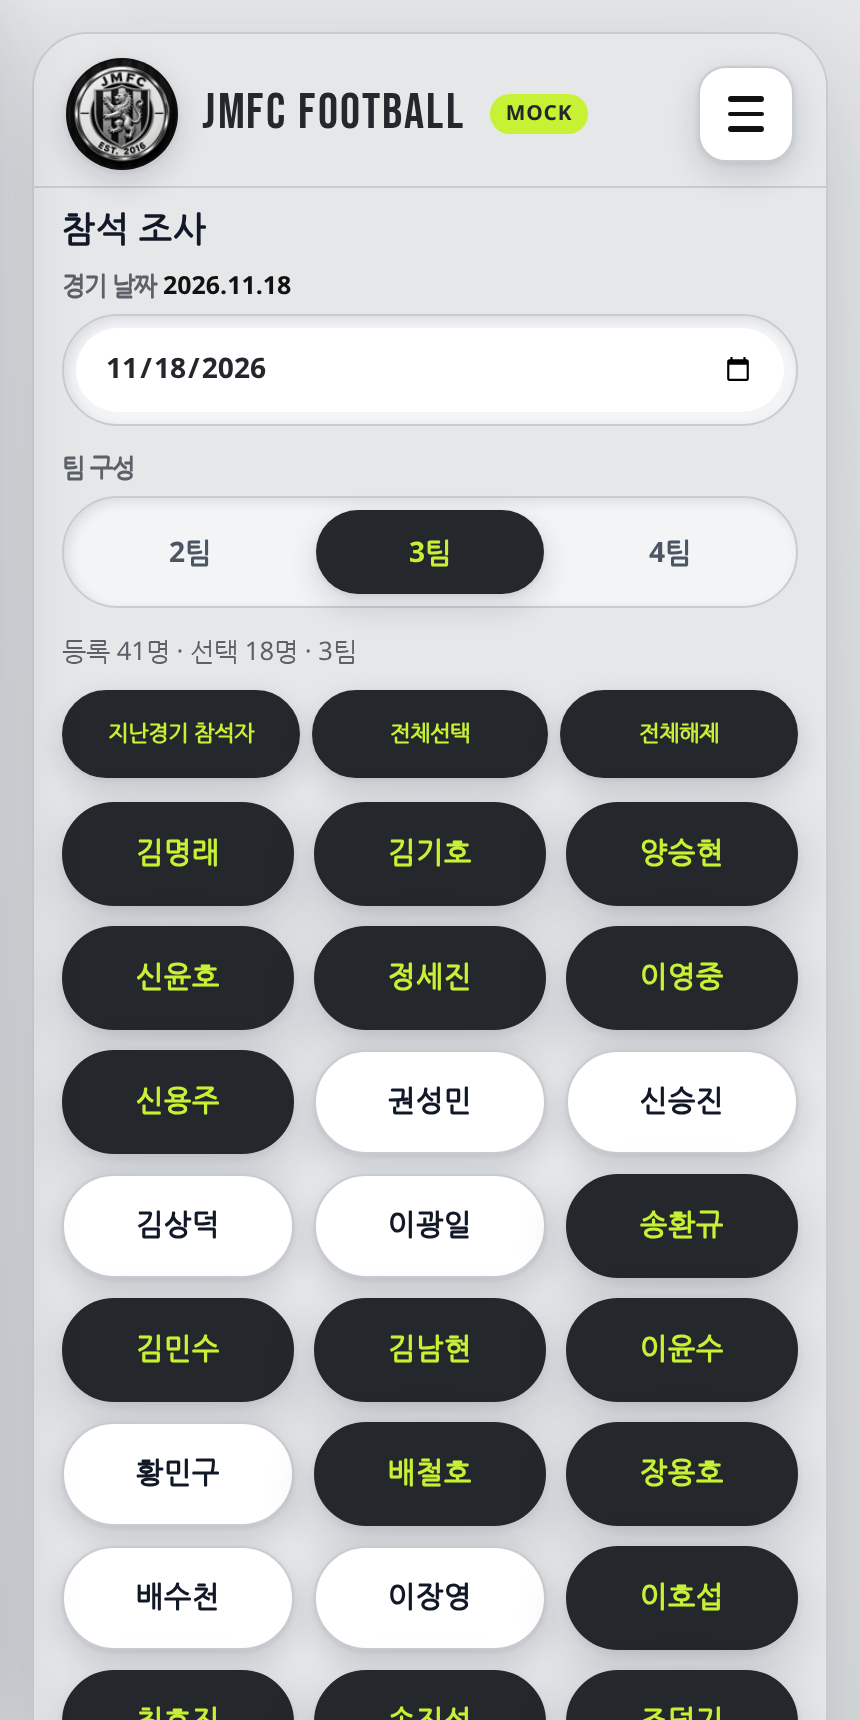 JMFC
EST. 2016
JMFC FOOTBALL
MOCK
참석 조사
경기 날짜 2026.11.18
11/18/2026
팀 구성
2팀 3팀 4팀
등록 41명 · 선택 18명 · 3팀
지난경기 참석자 전체선택 전체해제
김명래 김기호 양승현
신윤호 정세진 이영중
신용주 권성민 신승진
김상덕 이광일 송환규
김민수 김남현 이윤수
황민구 배철호 장용호
배수천 이장영 이호섭